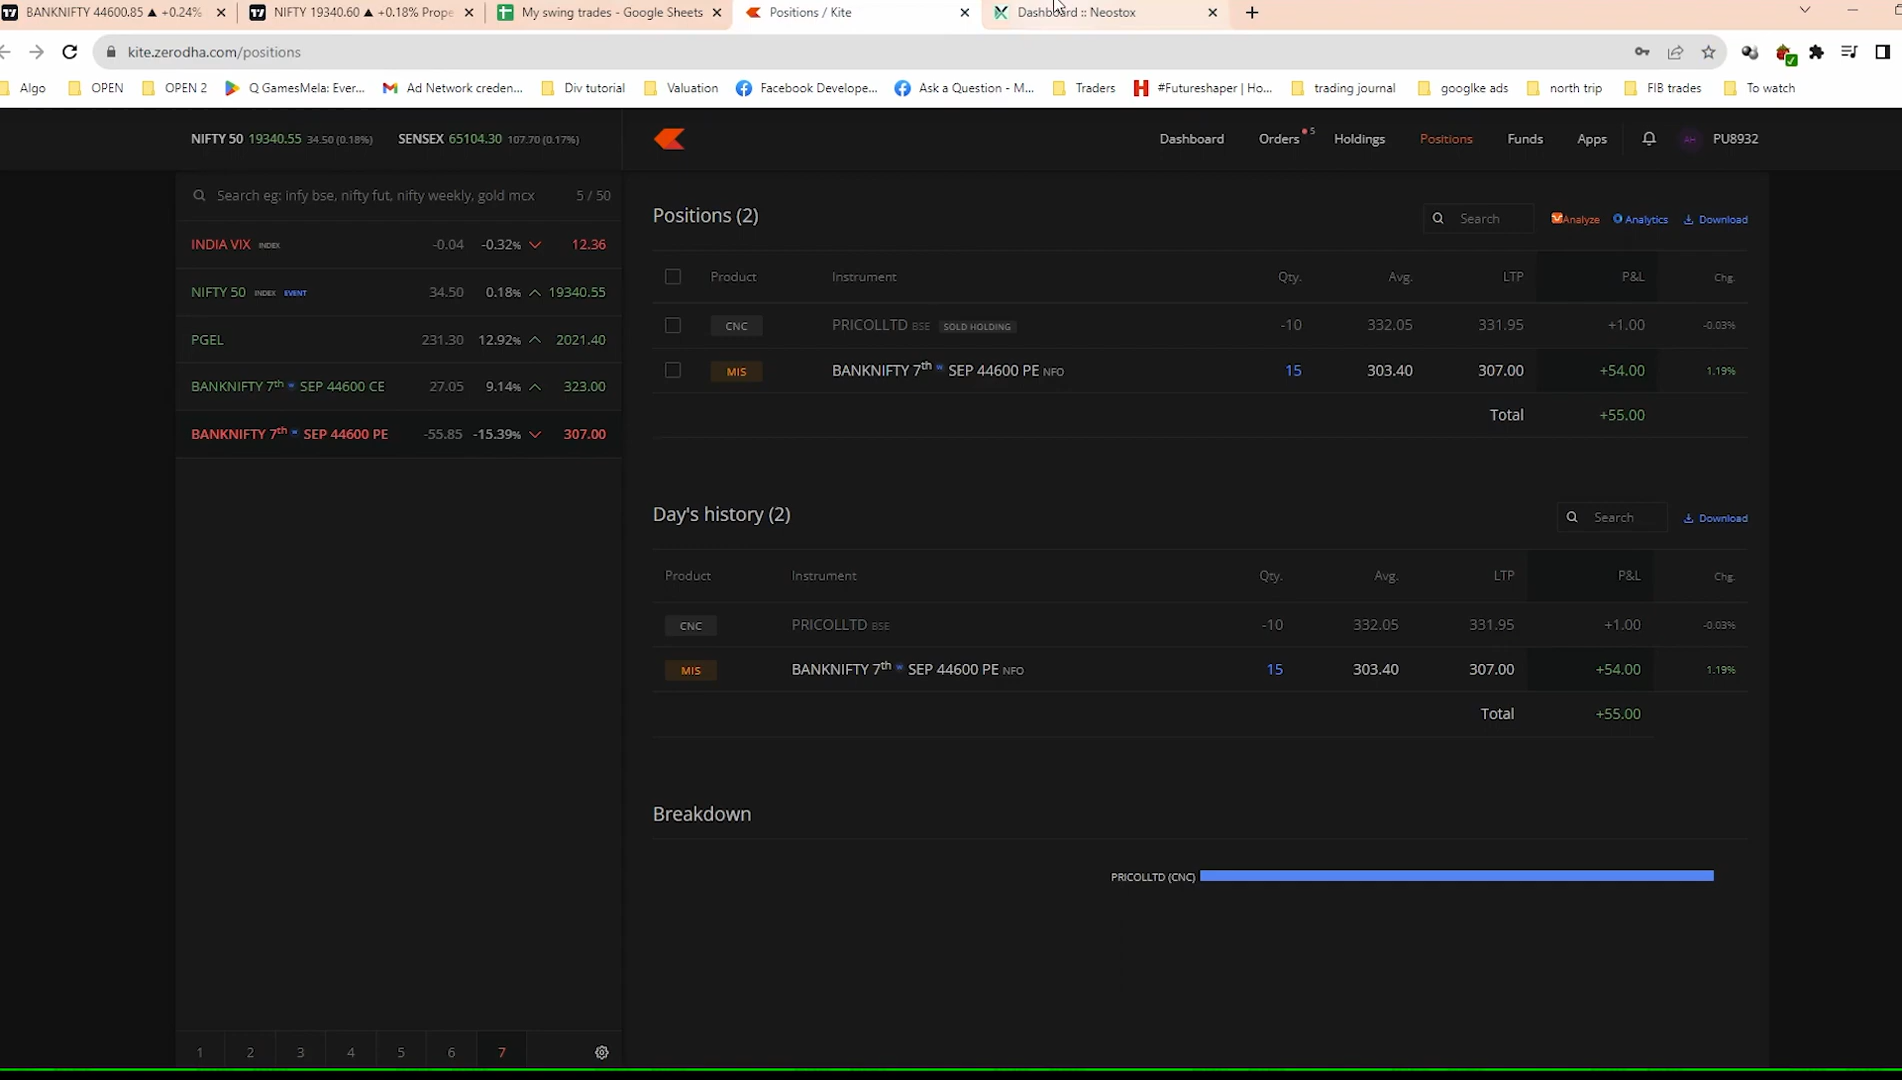 BANKNIFTY 44600.85 ▲ +0.24%
NIFTY 19340.60 ▲ +0.18% Prope
My swing trades - Google Sheets
Positions / Kite
Dashboard :: Neostox
kite.zerodha.com/positions
Algo
OPEN
OPEN 2
Q GamesMela: Ever...
Ad Network creden...
Div tutorial
Valuation
Facebook Develope...
Ask a Question - M...
Traders
#Futureshaper | Ho...
trading journal
googlke ads
north trip
FIB trades
To watch
NIFTY 50 19340.55 34.50 (0.18%) SENSEX 65104.30 107.70 (0.17%)
Dashboard Orders 5 Holdings Positions Funds Apps AH PU8932
Search eg: infy bse, nifty fut, nifty weekly, gold mcx 5 / 50
INDIA VIX INDEX -0.04 -0.32% 12.36
NIFTY 50 INDEX EVENT 34.50 0.18% 19340.55
PGEL 231.30 12.92% 2021.40
BANKNIFTY 7th w SEP 44600 CE 27.05 9.14% 323.00
BANKNIFTY 7th w SEP 44600 PE -55.85 -15.39% 307.00
1 2 3 4 5 6 7
Positions (2) Search Analyze Analytics Download
Product Instrument Qty. Avg. LTP P&L Chg.
CNC PRICOLLTD BSE SOLD HOLDING -10 332.05 331.95 +1.00 -0.03%
MIS BANKNIFTY 7th w SEP 44600 PE NFO 15 303.40 307.00 +54.00 1.19%
Total +55.00
Day's history (2) Search Download
Product Instrument Qty. Avg. LTP P&L Chg.
CNC PRICOLLTD BSE -10 332.05 331.95 +1.00 -0.03%
MIS BANKNIFTY 7th w SEP 44600 PE NFO 15 303.40 307.00 +54.00 1.19%
Total +55.00
Breakdown
PRICOLLTD (CNC)